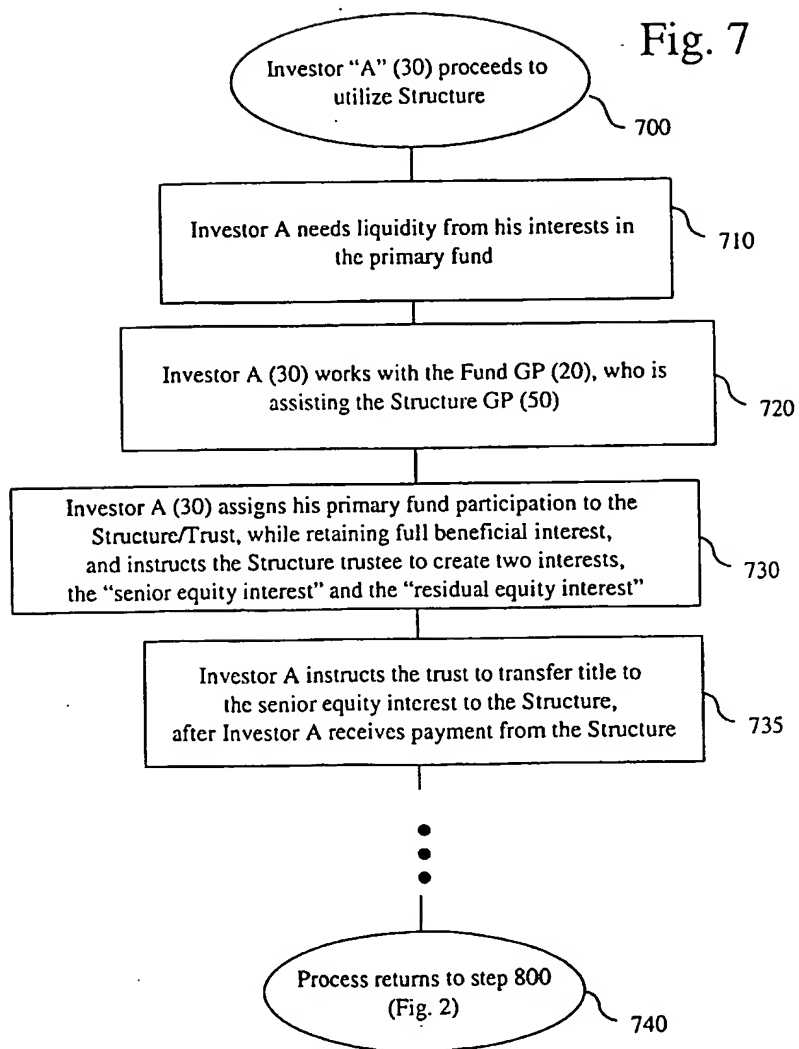 Fig. 7
Investor "A" (30) proceeds to
utilize Structure
700
Investor A needs liquidity from his interests in
the primary fund
710
Investor A (30) works with the Fund GP (20), who is
assisting the Structure GP (50)
720
Investor A (30) assigns his primary fund participation to the
Structure/Trust, while retaining full beneficial interest,
and instructs the Structure trustee to create two interests,
the "senior equity interest" and the "residual equity interest"
730
Investor A instructs the trust to transfer title to
the senior equity interest to the Structure,
after Investor A receives payment from the Structure
735
Process returns to step 800
(Fig. 2)
740